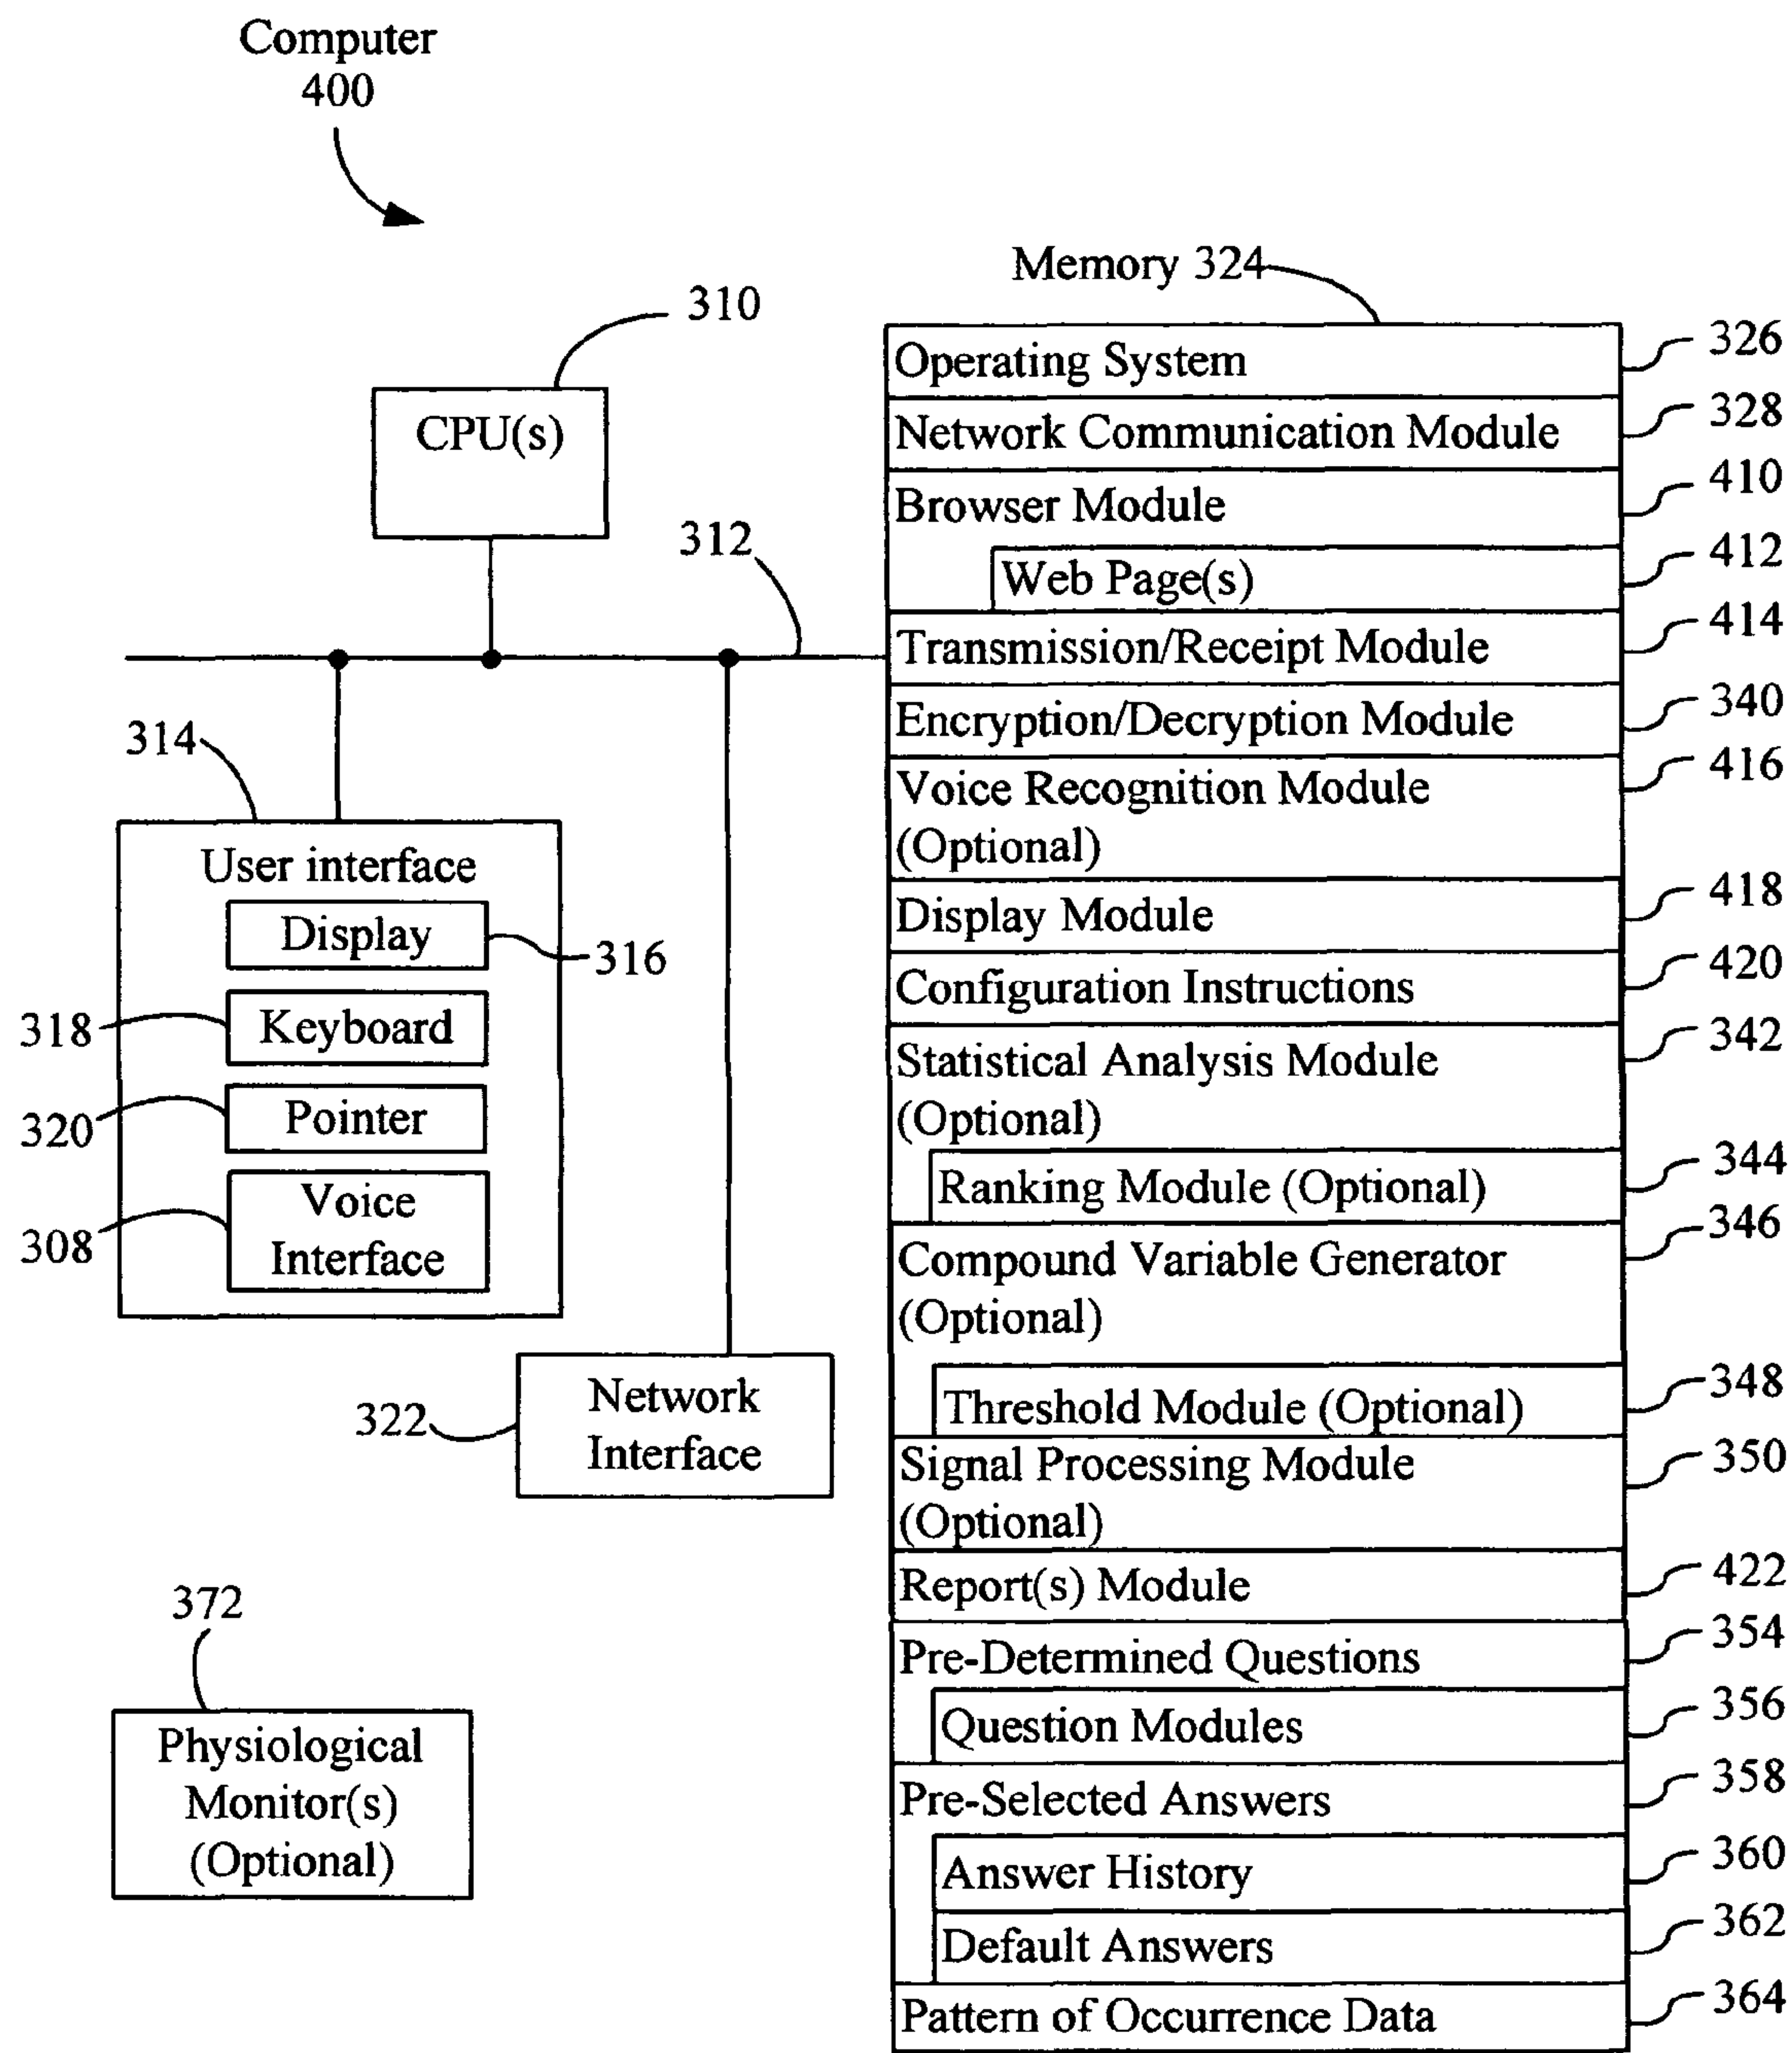 Computer
400
310
CPU(s)
312
314
User interface
Display
316
318
Keyboard
320
Pointer
308
Voice
Interface
322
Network
Interface
372
Physiological
Monitor(s)
(Optional)
Memory 324
Operating System
326
Network Communication Module
328
Browser Module
410
Web Page(s)
412
Transmission/Receipt Module
414
Encryption/Decryption Module
340
Voice Recognition Module
(Optional)
416
Display Module
418
Configuration Instructions
420
Statistical Analysis Module
(Optional)
342
Ranking Module (Optional)
344
Compound Variable Generator
(Optional)
346
Threshold Module (Optional)
348
Signal Processing Module
(Optional)
350
Report(s) Module
422
Pre-Determined Questions
354
Question Modules
356
Pre-Selected Answers
358
Answer History
360
Default Answers
362
Pattern of Occurrence Data
364